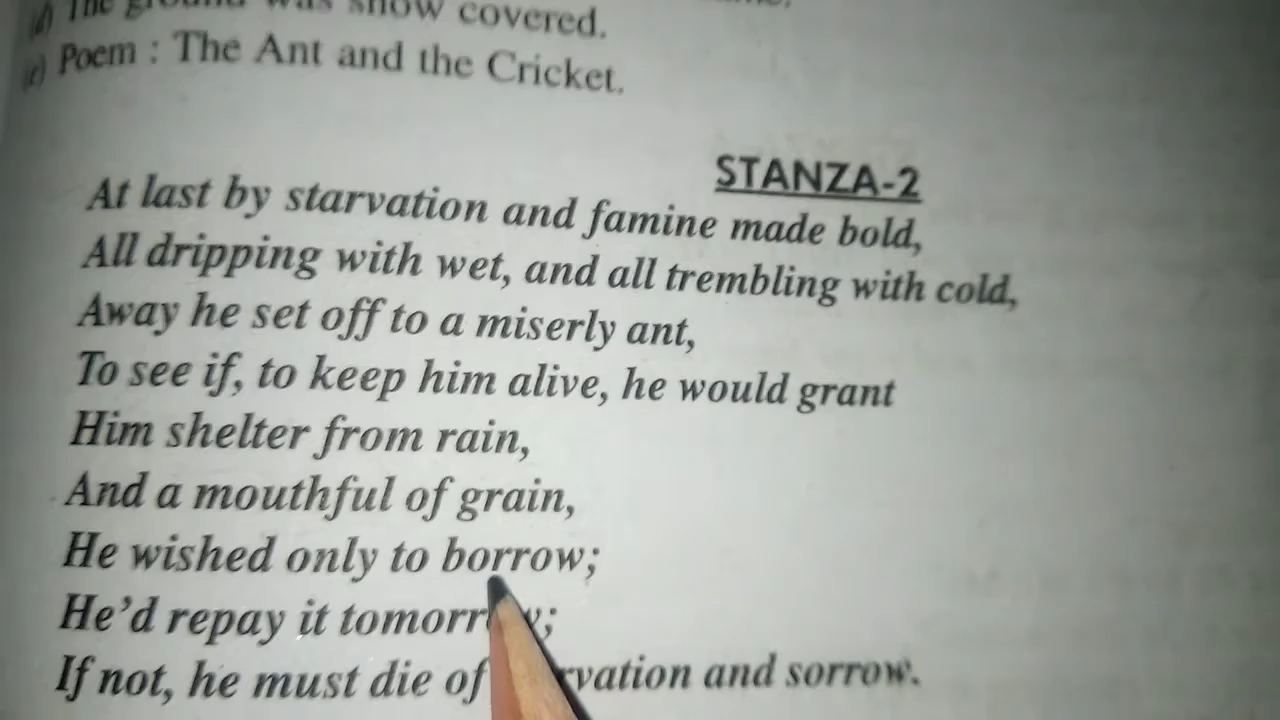 (d) The ground was snow covered.
(e) Poem : The Ant and the Cricket.
STANZA-2
At last by starvation and famine made bold,
All dripping with wet, and all trembling with cold,
Away he set off to a miserly ant,
To see if, to keep him alive, he would grant
Him shelter from rain,
And a mouthful of grain,
He wished only to borrow;
He'd repay it tomorrow;
If not, he must die of starvation and sorrow.